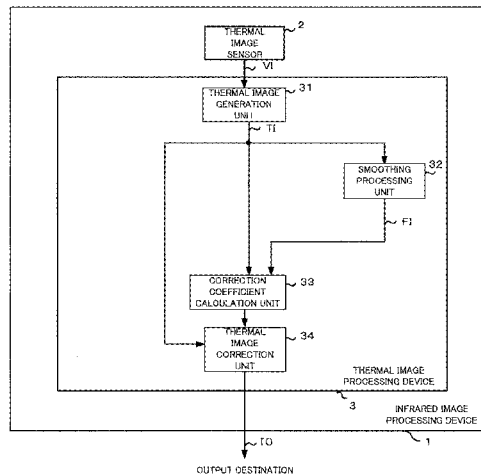 2
THERMAL
IMAGE
SENSOR
VI
31
THERMAL IMAGE
GENERATION
UNIT
TI
32
SMOOTHING
PROCESSING
UNIT
FI
33
CORRECTION
COEFFICIENT
CALCULATION UNIT
34
THERMAL
IMAGE
CORRECTION
UNIT
THERMAL IMAGE
PROCESSING DEVICE
3
INFRARED IMAGE
PROCESSING DEVICE
1
TO
OUTPUT DESTINATION